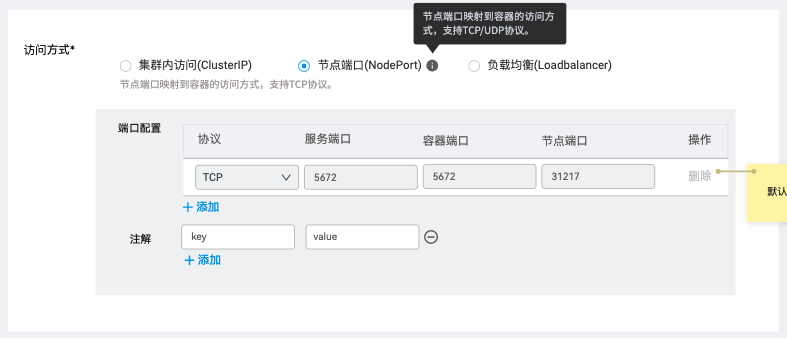 节点端口映射到容器的访问方
式，支持TCP/UDP协议。
访问方式*
集群内访问(ClusterIP) 节点端口(NodePort) 负载均衡(Loadbalancer)
节点端口映射到容器的访问方式，支持TCP协议。
端口配置
协议 服务端口 容器端口 节点端口 操作
TCP 5672 5672 31217 删除
默认
+ 添加
注解 key value
+ 添加